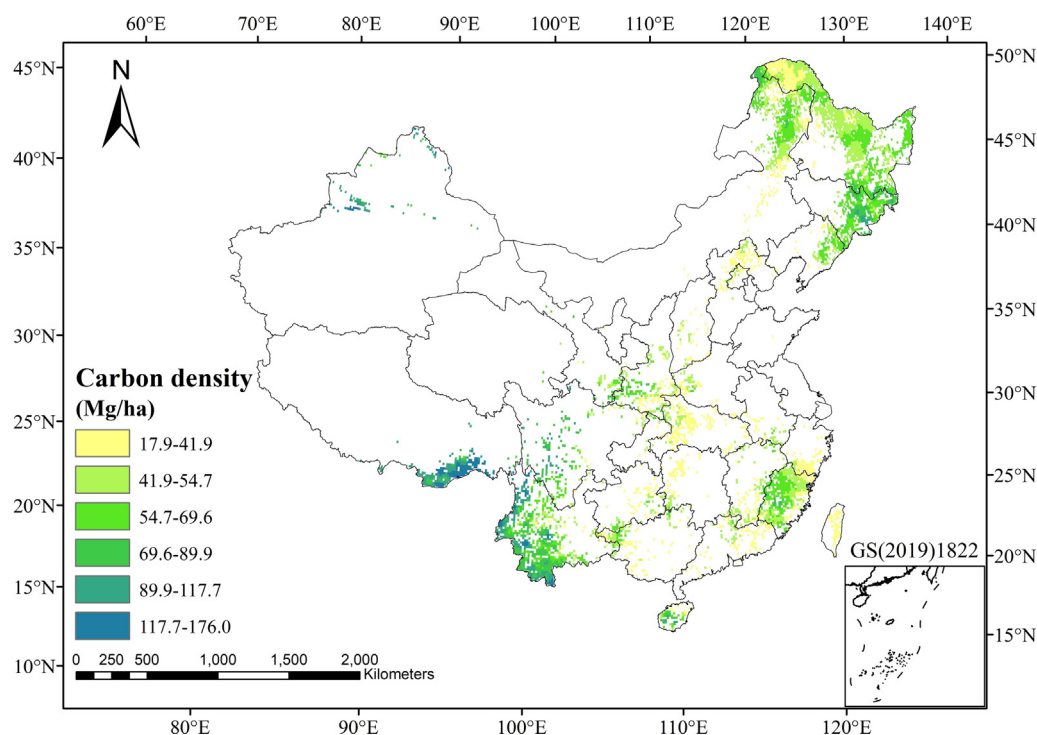 60°E 70°E 80°E 90°E 100°E 110°E 120°E 130°E 140°E
45°N
50°N
N
40°N
45°N
35°N
40°N
30°N
35°N
Carbon density
(Mg/ha)
25°N
30°N
17.9-41.9
41.9-54.7
20°N
25°N
54.7-69.6
69.6-89.9
GS(2019)1822
20°N
15°N
89.9-117.7
117.7-176.0
15°N
10°N
0 250 500 1,000 1,500 2,000
Kilometers
80°E 90°E 100°E 110°E 120°E